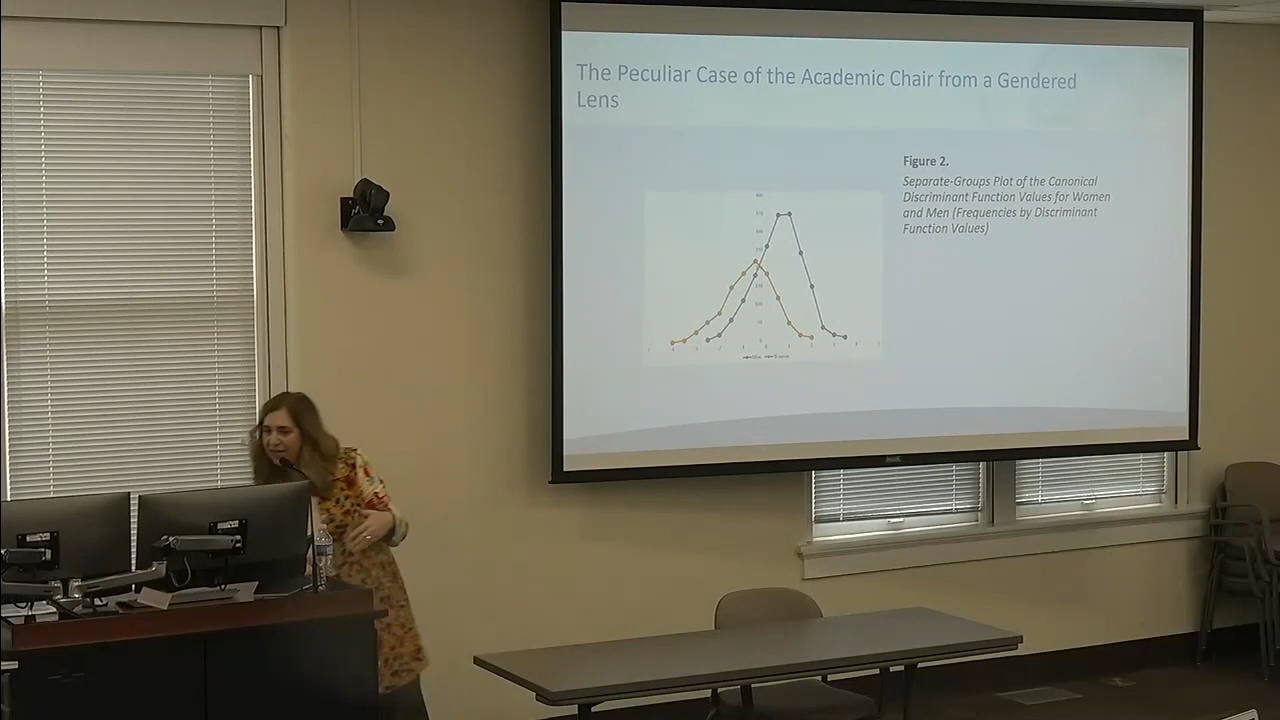 The Peculiar Case of the Academic Chair from a Gendered
Lens
Figure 2.
Separate-Groups Plot of the Canonical
Discriminant Function Values for Women
and Men (Frequencies by Discriminant
Function Values)